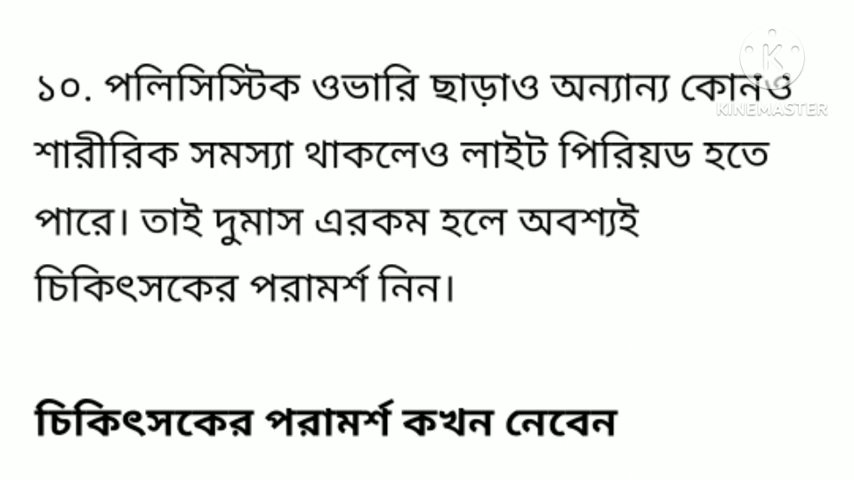 ১০. পলিসিস্টিক ওভারি ছাড়াও অন্যান্য কোনও
শারীরিক সমস্যা থাকলেও লাইট পিরিয়ড হতে
পারে। তাই দুমাস এরকম হলে অবশ্যই
চিকিৎসকের পরামর্শ নিন।
চিকিৎসকের পরামর্শ কখন নেবেন
K
KINEMASTER